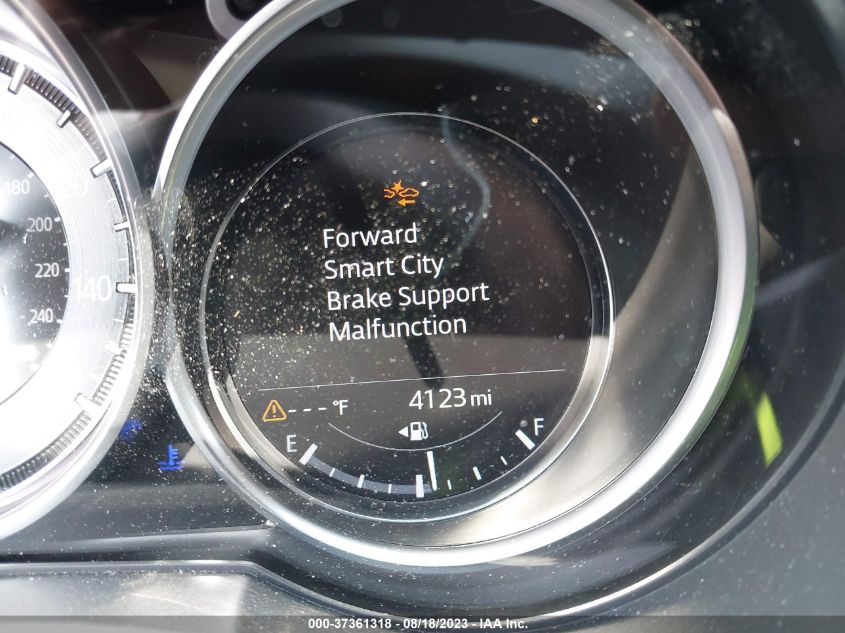 180
200
220
240
120
140
Forward
Smart City
Brake Support
Malfunction
--- °F
4123 mi
E
F
000-37361318 - 08/18/2023 - IAA Inc.